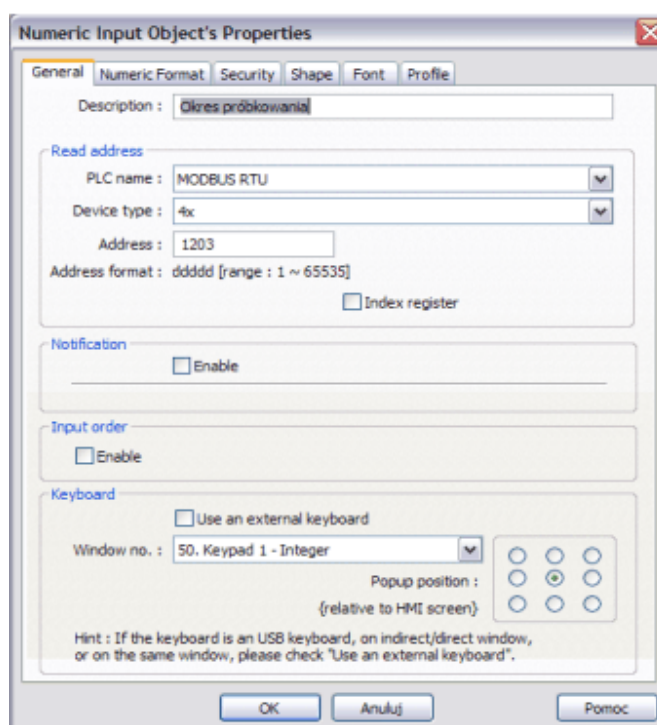 Numeric Input Object's Properties
General Numeric Format Security Shape Font Profile
Description : Okres próbkowania
Read address
PLC name : MODBUS RTU
Device type : 4x
Address : 1203
Address format : ddddd [range : 1 ~ 65535]
Index register
Notification
Enable
Input order
Enable
Keyboard
Use an external keyboard
Window no. : 50. Keypad 1 - Integer
Popup position :
{relative to HMI screen}
Hint : If the keyboard is an USB keyboard, on indirect/direct window,
or on the same window, please check "Use an external keyboard".
OK Anuluj Pomoc